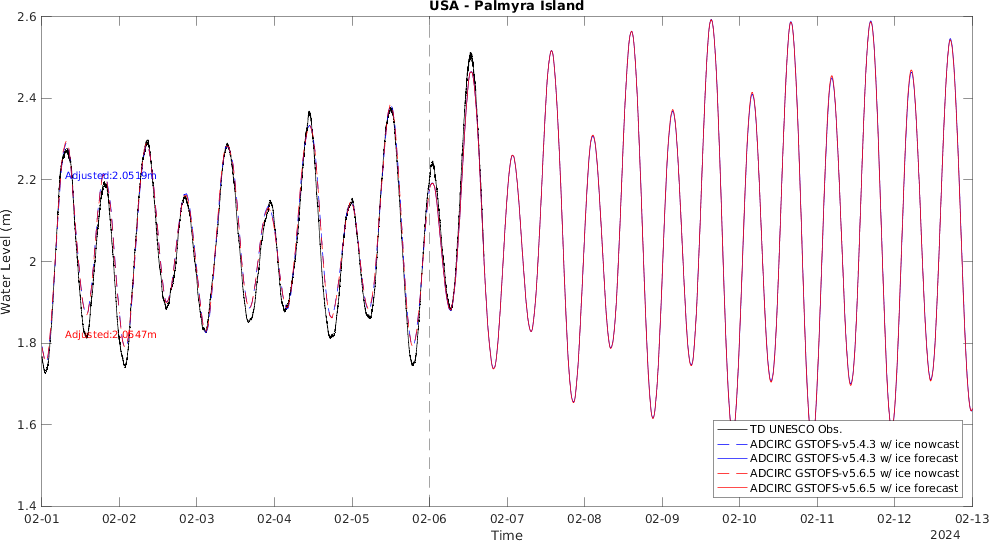 USA - Palmyra Island
2.6
2.4
2.2
2
1.8
1.6
1.4
Water Level (m)
Adjusted:2.0519m
Adjusted:2.0547m
TD UNESCO Obs.
ADCIRC GSTOFS-v5.4.3 w/ ice nowcast
ADCIRC GSTOFS-v5.4.3 w/ ice forecast
ADCIRC GSTOFS-v5.6.5 w/ ice nowcast
ADCIRC GSTOFS-v5.6.5 w/ ice forecast
02-01 02-02 02-03 02-04 02-05 02-06 02-07 02-08 02-09 02-10 02-11 02-12 02-13
Time
2024